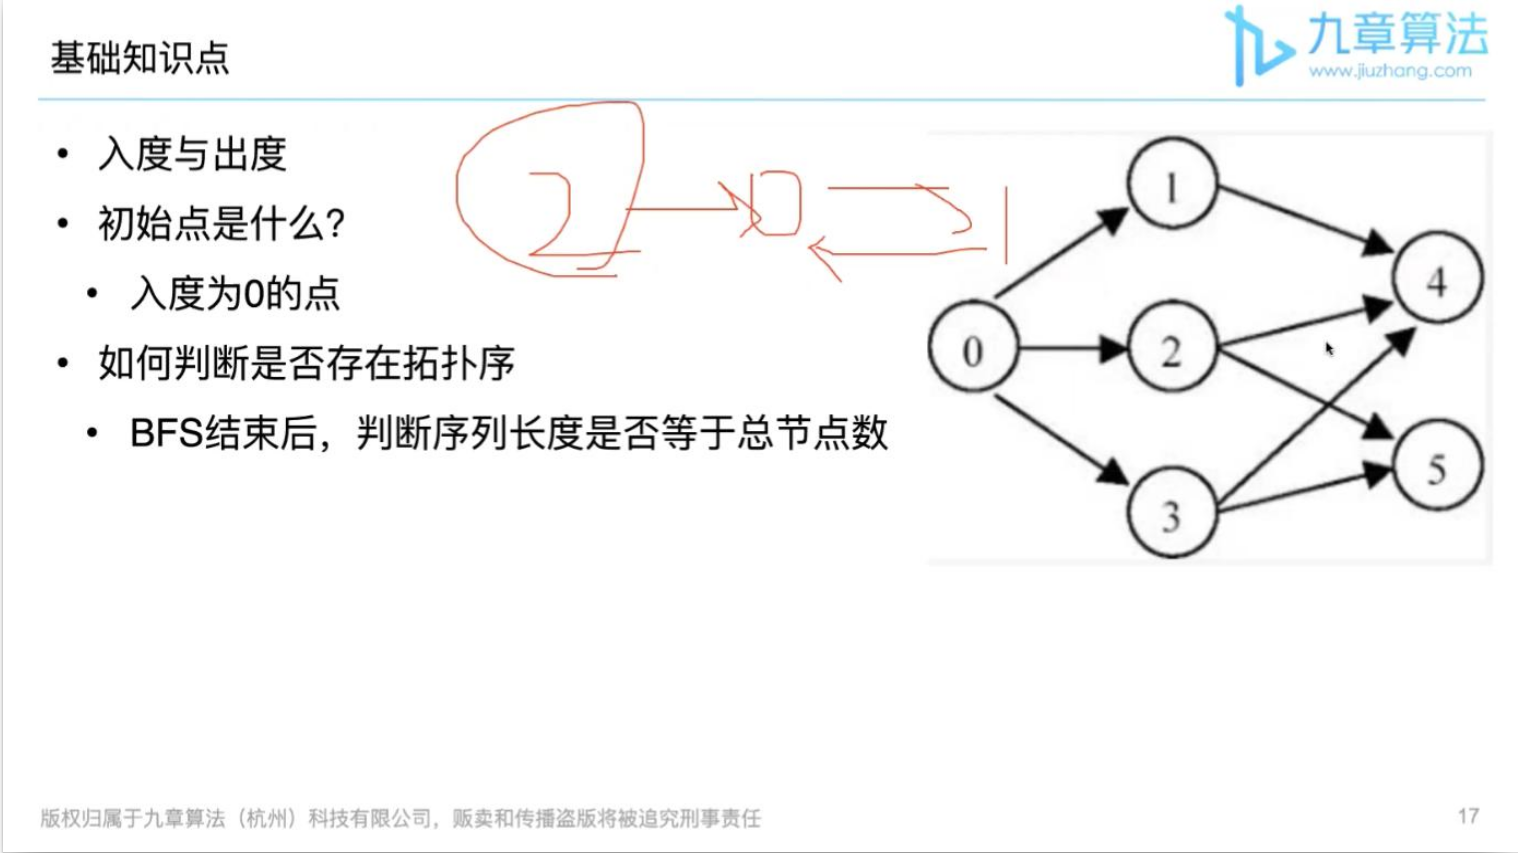 基础知识点
九章算法
www.jiuzhang.com
• 入度与出度
• 初始点是什么?
• 入度为0的点
• 如何判断是否存在拓扑序
• BFS结束后，判断序列长度是否等于总节点数
2 0 1
1
4
0
2
5
3
版权归属于九章算法（杭州）科技有限公司，贩卖和传播盗版将被追究刑事责任
17